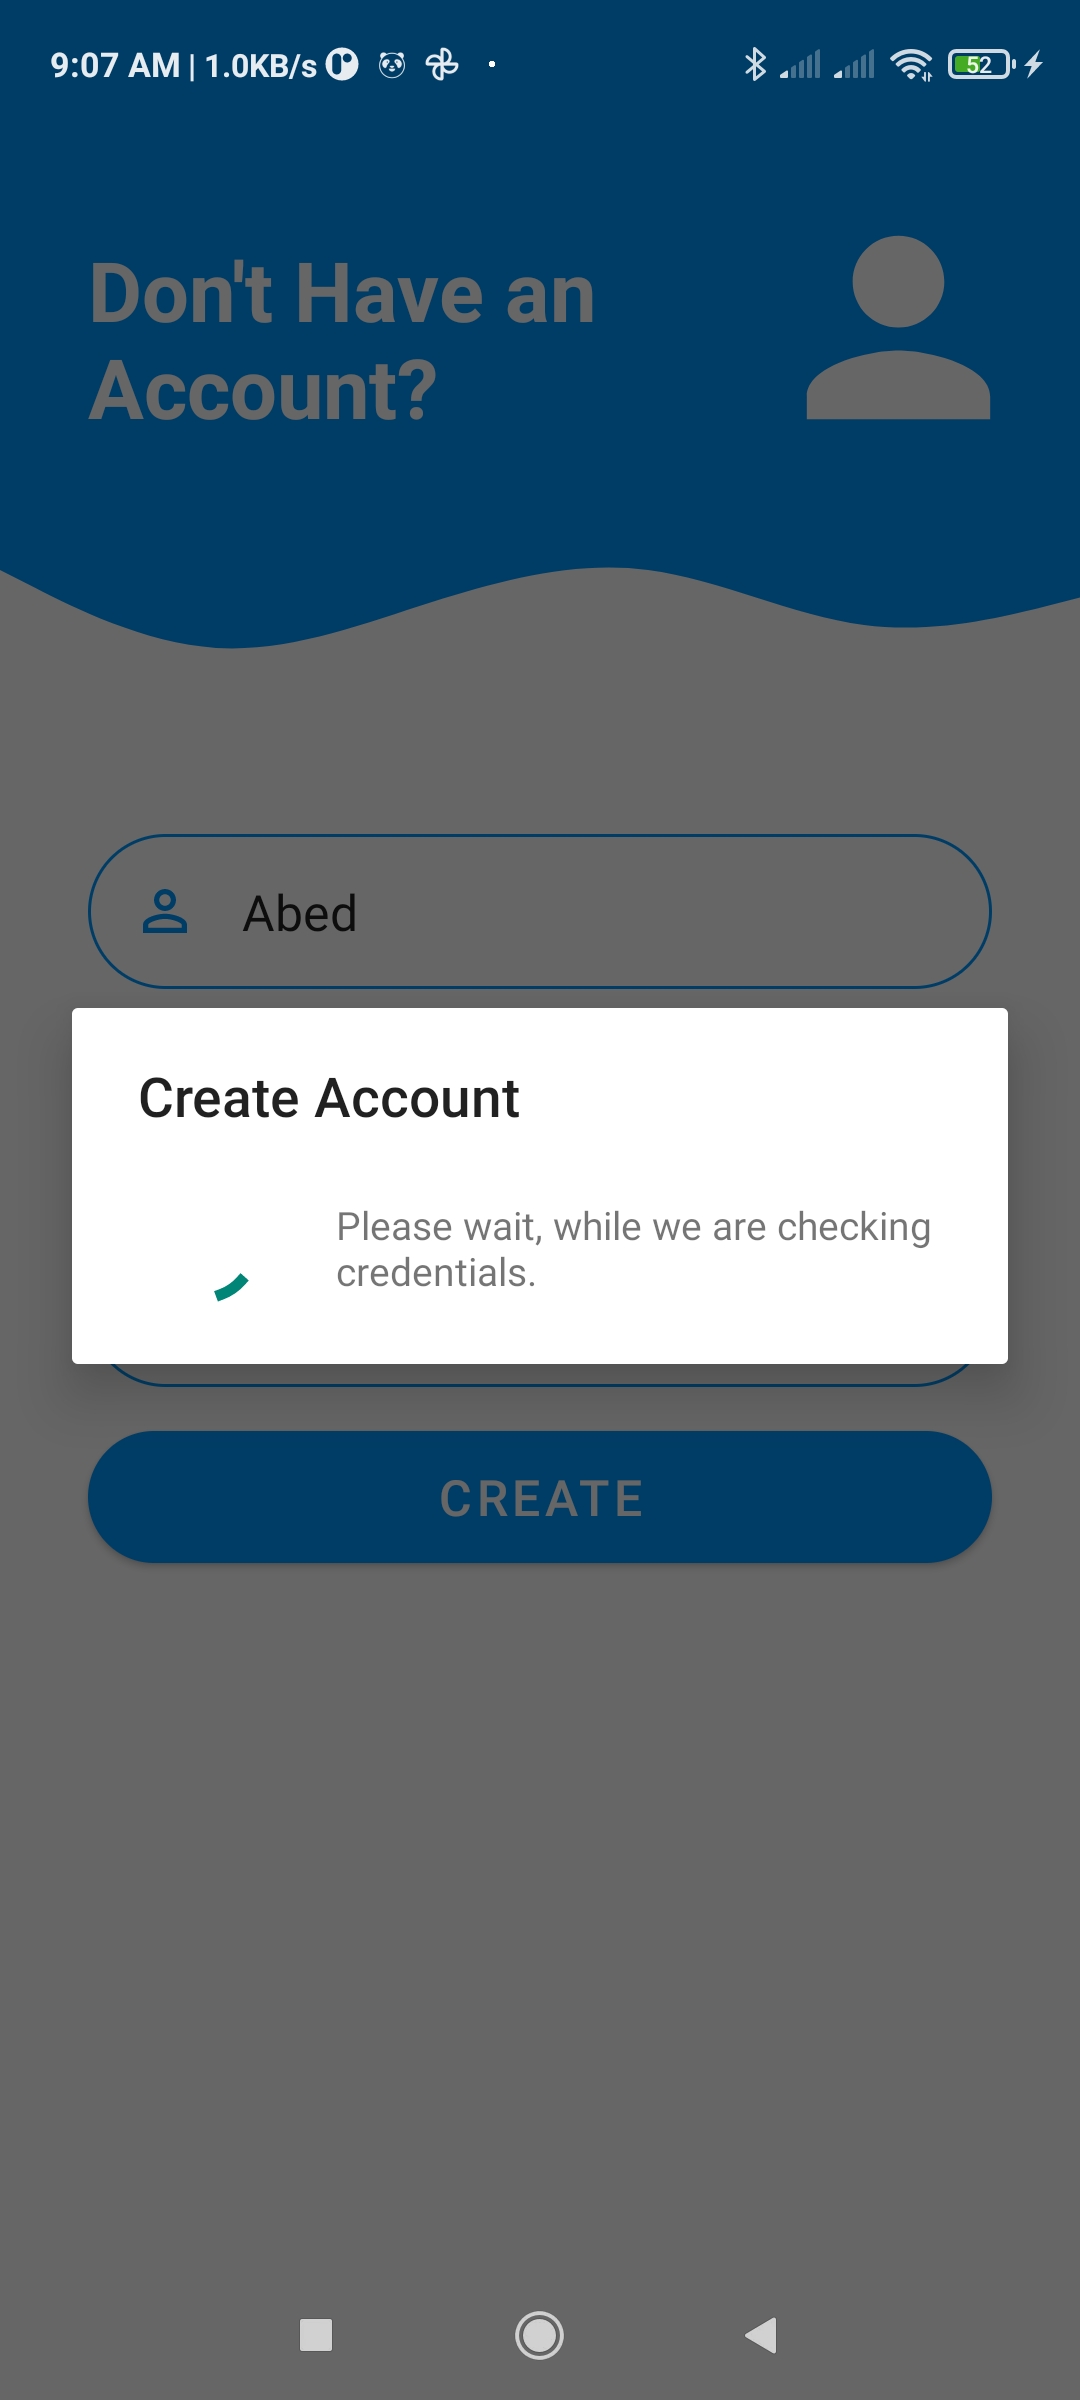 9:07 AM | 1.0KB/s
52
Don't Have an
Account?
Abed
Create Account
Please wait, while we are checking
credentials.
CREATE